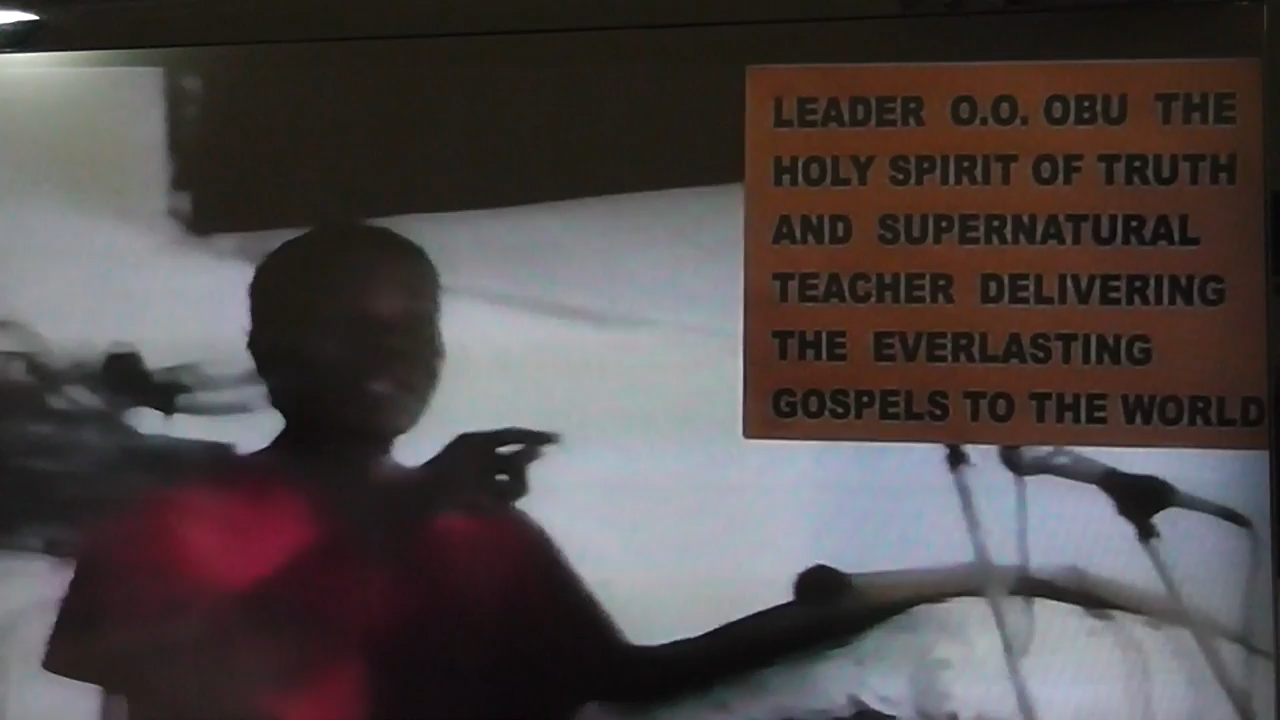 LEADER O.O. OBU THE
HOLY SPIRIT OF TRUTH
AND SUPERNATURAL
TEACHER DELIVERING
THE EVERLASTING
GOSPELS TO THE WORLD